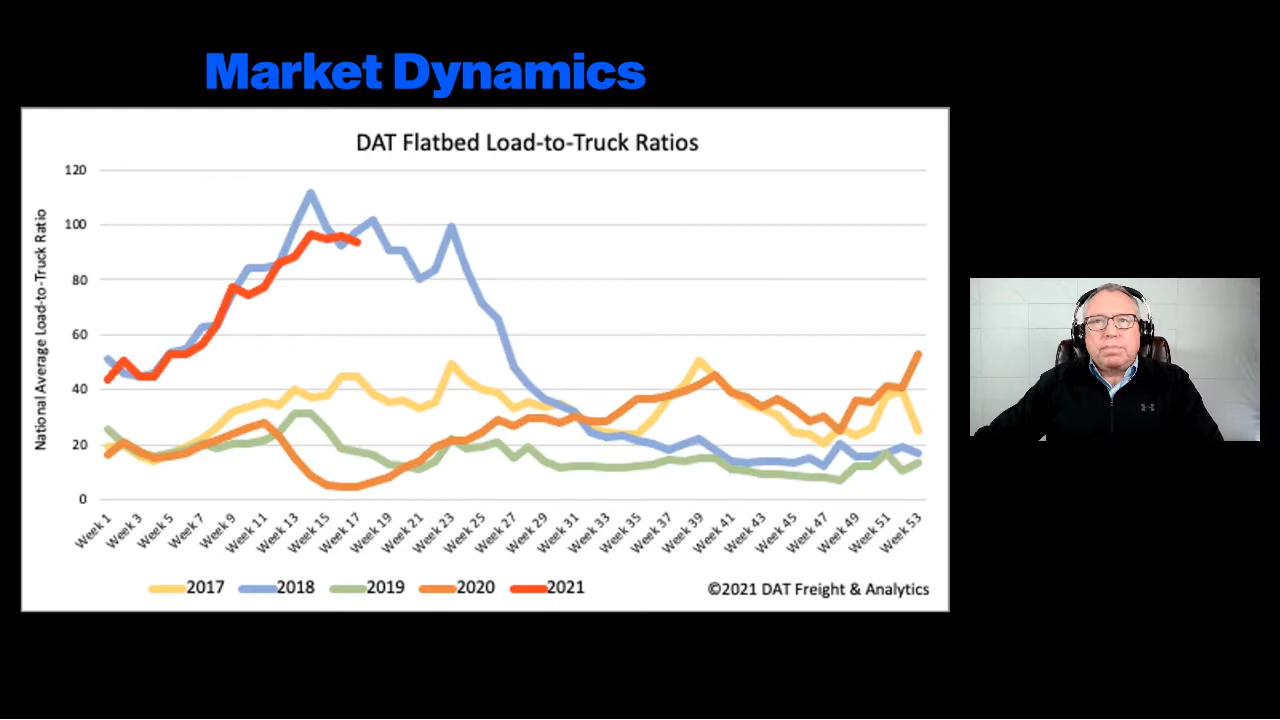 Market Dynamics
DAT Flatbed Load-to-Truck Ratios
National Average Load-to-Truck Ratio
120
100
80
60
40
20
0
Week 1 Week 3 Week 5 Week 7 Week 9 Week 11 Week 13 Week 15 Week 17 Week 19 Week 21 Week 23 Week 25 Week 27 Week 29 Week 31 Week 33 Week 35 Week 37 Week 39 Week 41 Week 43 Week 45 Week 47 Week 49 Week 51 Week 53
2017 2018 2019 2020 2021 ©2021 DAT Freight & Analytics